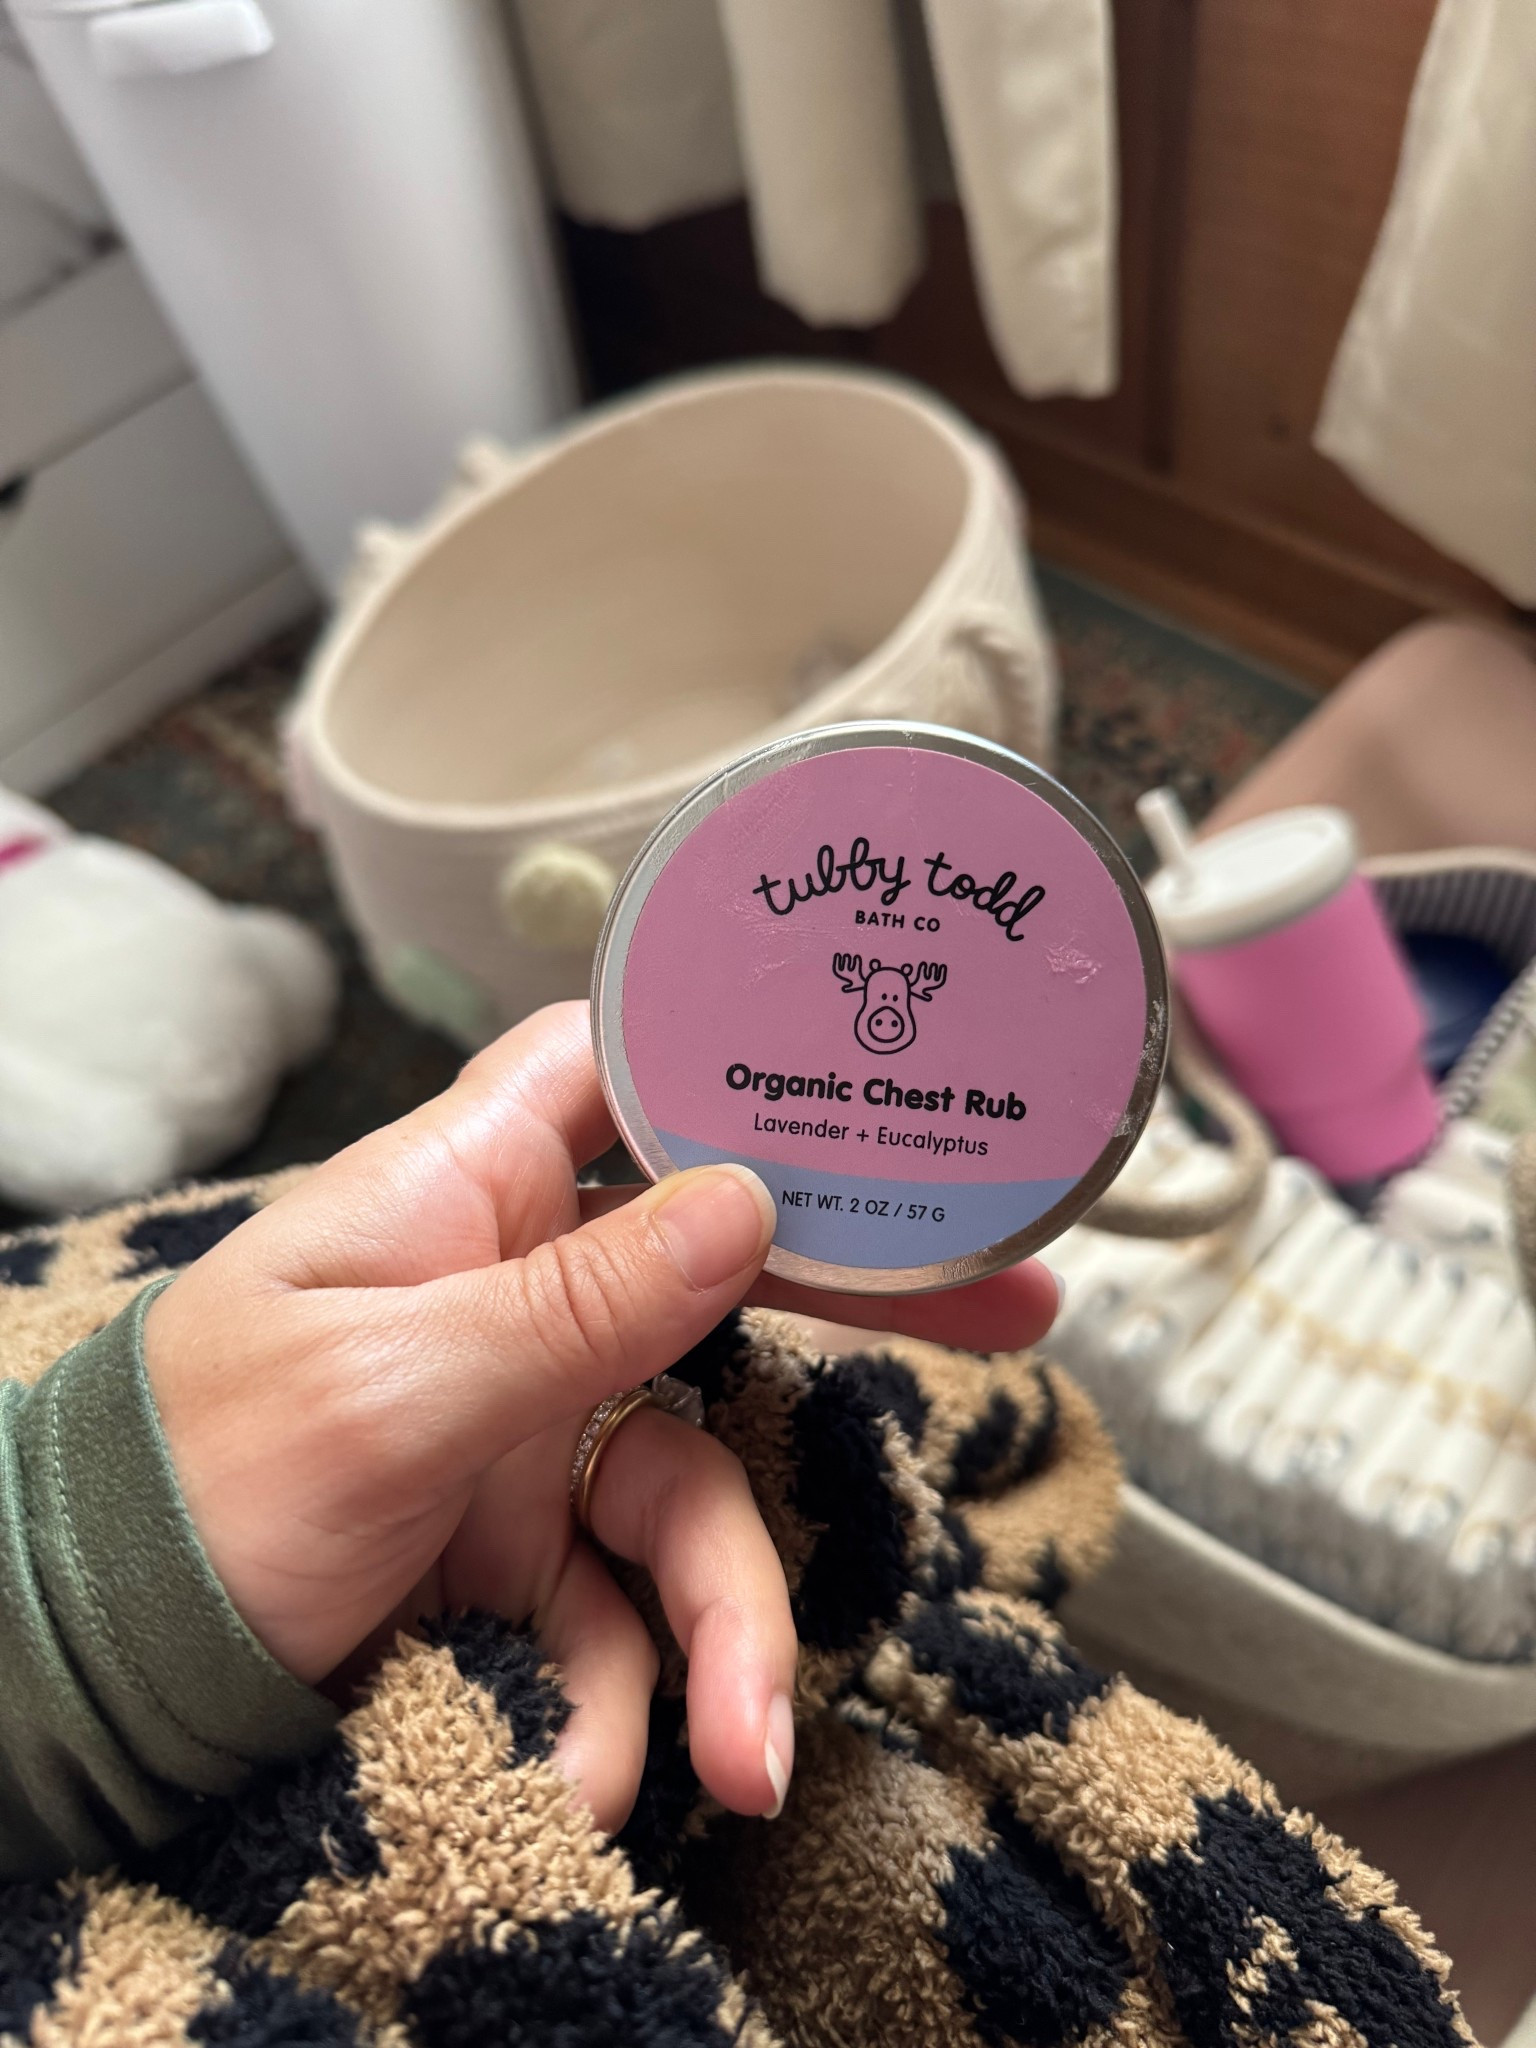 tubby todd
BATH CO
Organic Chest Rub
Lavender + Eucalyptus
NET WT. 2 OZ / 57 G